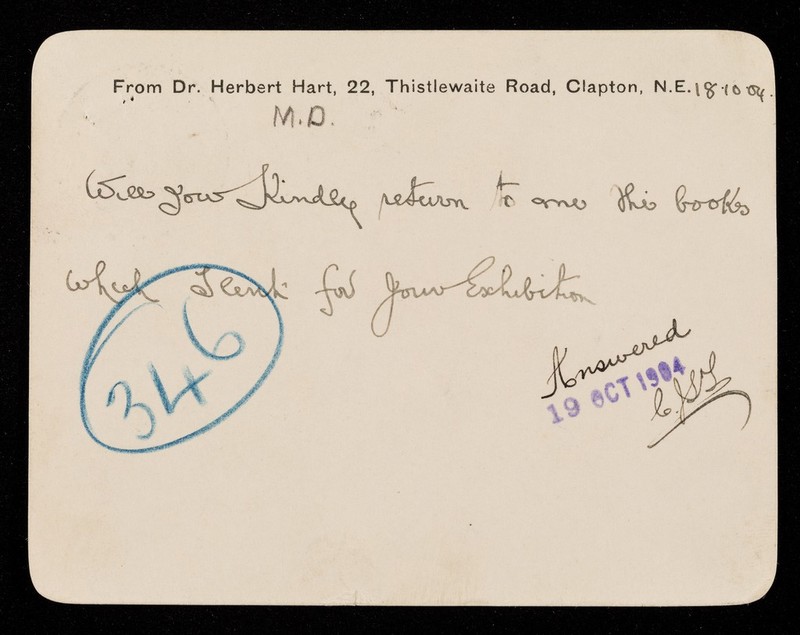 From Dr. Herbert Hart, 22, Thistlewaite Road, Clapton, N.E. 18·10·04.
M.D.
Will you Kindly return to me the books
which I lent for your Exhibition
346
Answered
19 OCT 1904
C.J.S.T.